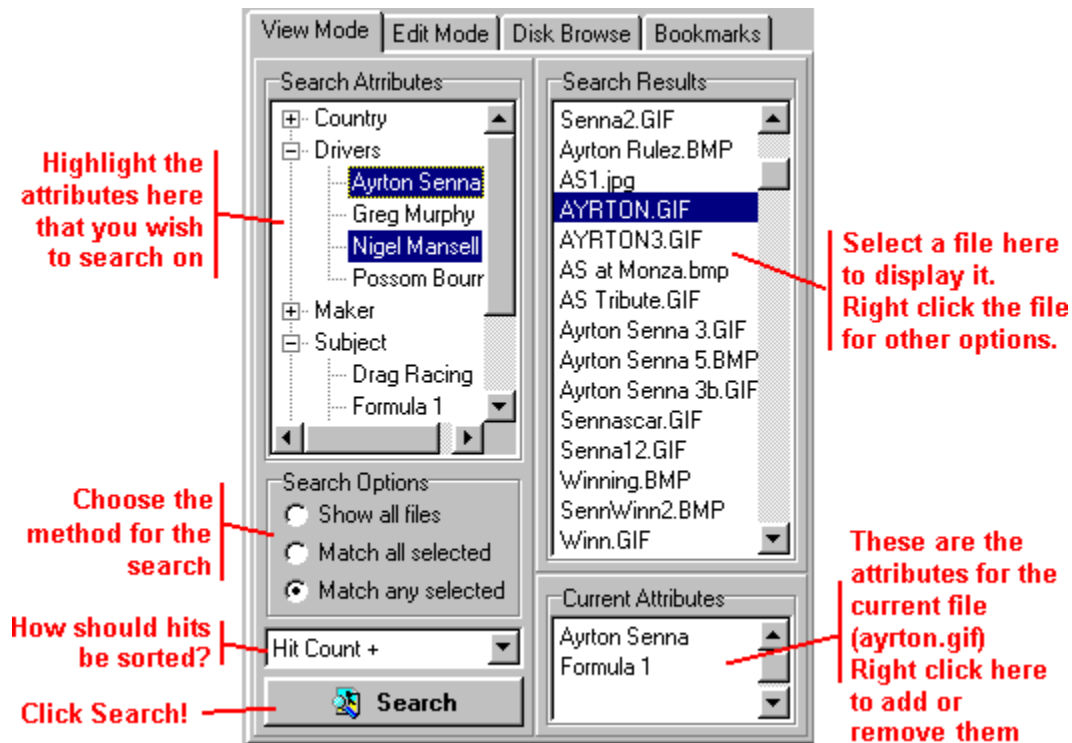 View Mode
Edit Mode
Disk Browse
Bookmarks
Search Attributes
Country
Drivers
Ayrton Senna
Greg Murphy
Nigel Mansell
Possom Bourr
Maker
Subject
Drag Racing
Formula 1
Search Options
Show all files
Match all selected
Match any selected
Hit Count +
Search
Search Results
Senna2.GIF
Ayrton Rulez.BMP
AS1.jpg
AYRTON.GIF
AYRTON3.GIF
AS at Monza.bmp
AS Tribute.GIF
Ayrton Senna 3.GIF
Ayrton Senna 5.BMP
Ayrton Senna 3b.GIF
Sennascar.GIF
Senna12.GIF
Winning.BMP
SennWinn2.BMP
Winn.GIF
Current Attributes
Ayrton Senna
Formula 1
Highlight the
attributes here
that you wish
to search on
Choose the
method for the
search
How should hits
be sorted?
Click Search!
Select a file here
to display it.
Right click the file
for other options.
These are the
attributes for the
current file
(ayrton.gif)
Right click here
to add or
remove them